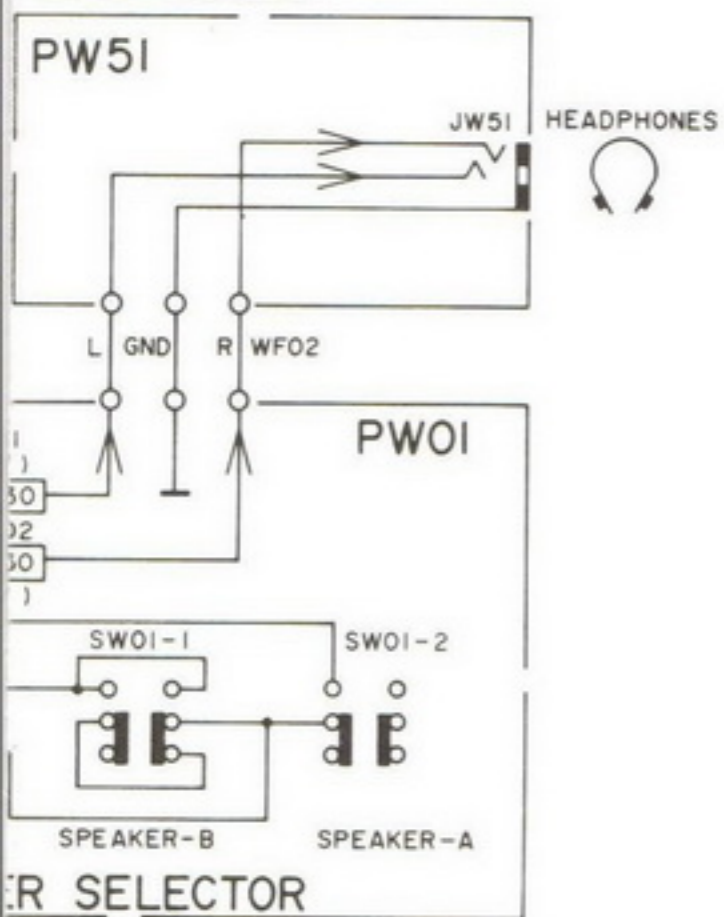 PW51
JW51 HEADPHONES
L GND R WF02
PW01
SW01-1 SW01-2
SPEAKER-B SPEAKER-A
SELECTOR